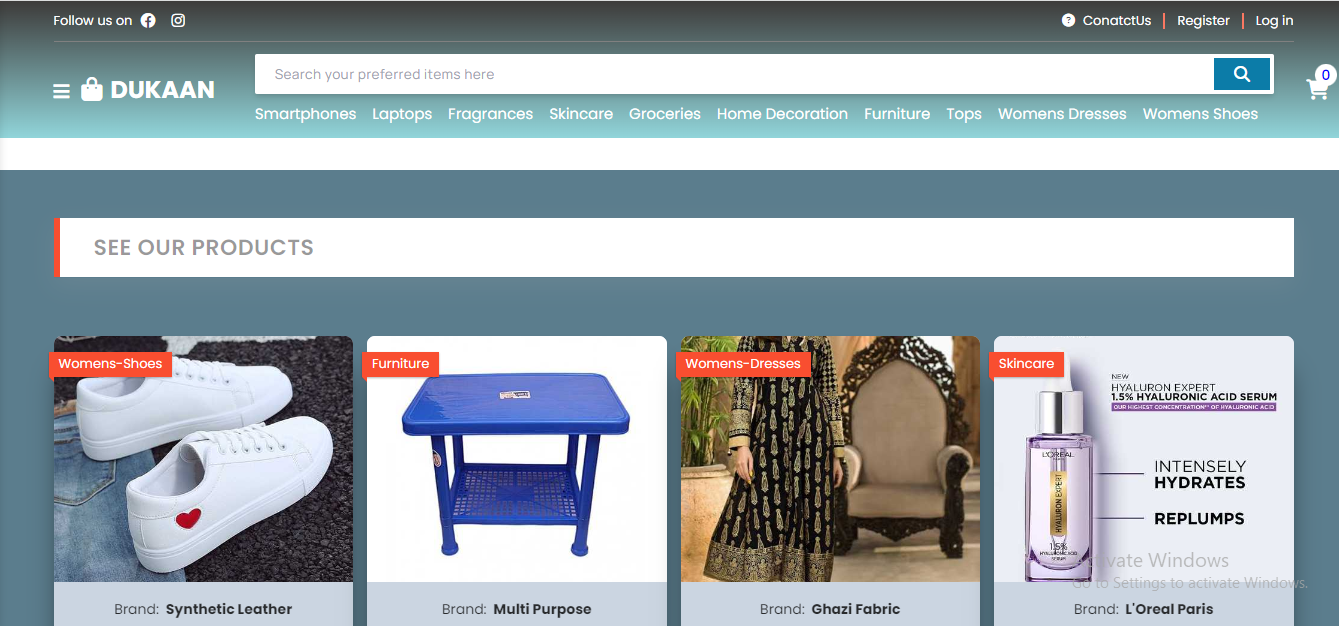 Follow us on
ConatctUs Register Log in
Search your preferred items here
0
DUKAAN
Smartphones Laptops Fragrances Skincare Groceries Home Decoration Furniture Tops Womens Dresses Womens Shoes
SEE OUR PRODUCTS
Womens-Shoes
Furniture
Womens-Dresses
Skincare
NEW
HYALURON EXPERT
1.5% HYALURONIC ACID SERUM
OUR HIGHEST CONCENTRATION** OF HYALURONIC ACID
L'ORÉAL
INTENSELY
HYDRATES
HYALURON EXPERT
REPLUMPS
1.5%
HYALURONIC ACID
SERUM
Activate Windows
Go to Settings to activate Windows.
Brand: Synthetic Leather
Brand: Multi Purpose
Brand: Ghazi Fabric
Brand: L'Oreal Paris